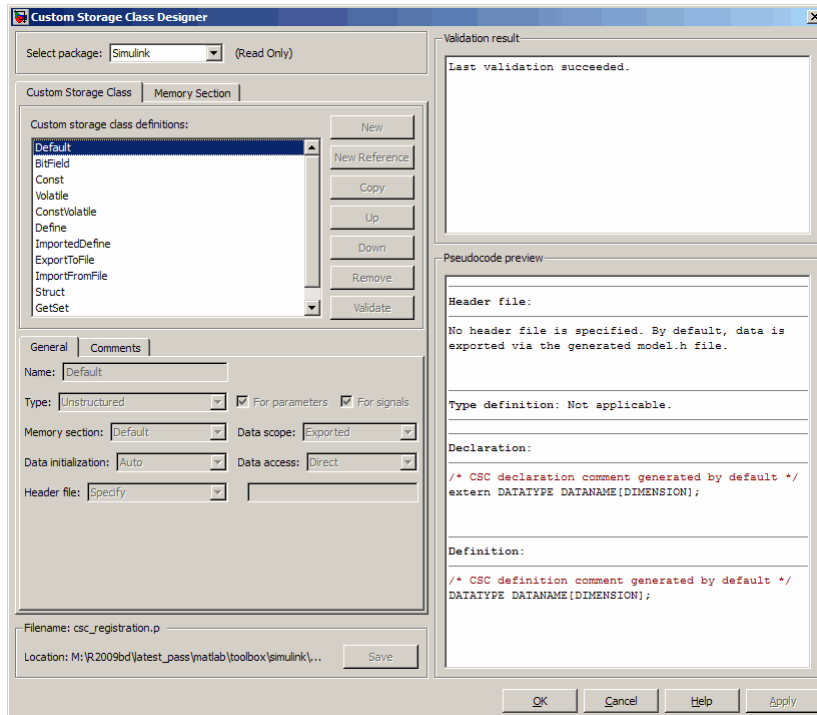 Custom Storage Class Designer
Select package: Simulink (Read Only)
Custom Storage Class Memory Section
Custom storage class definitions:
Default
BitField
Const
Volatile
ConstVolatile
Define
ImportedDefine
ExportToFile
ImportFromFile
Struct
GetSet
New
New Reference
Copy
Up
Down
Remove
Validate
General Comments
Name: Default
Type: Unstructured For parameters For signals
Memory section: Default Data scope: Exported
Data initialization: Auto Data access: Direct
Header file: Specify
Filename: csc_registration.p
Location: M:\R2009bd\latest_pass\matlab\toolbox\simulink\... Save
Validation result
Last validation succeeded.
Pseudocode preview
Header file:
No header file is specified. By default, data is
exported via the generated model.h file.
Type definition: Not applicable.
Declaration:
/* CSC declaration comment generated by default */
extern DATATYPE DATANAME[DIMENSION];
Definition:
/* CSC definition comment generated by default */
DATATYPE DATANAME[DIMENSION];
OK Cancel Help Apply